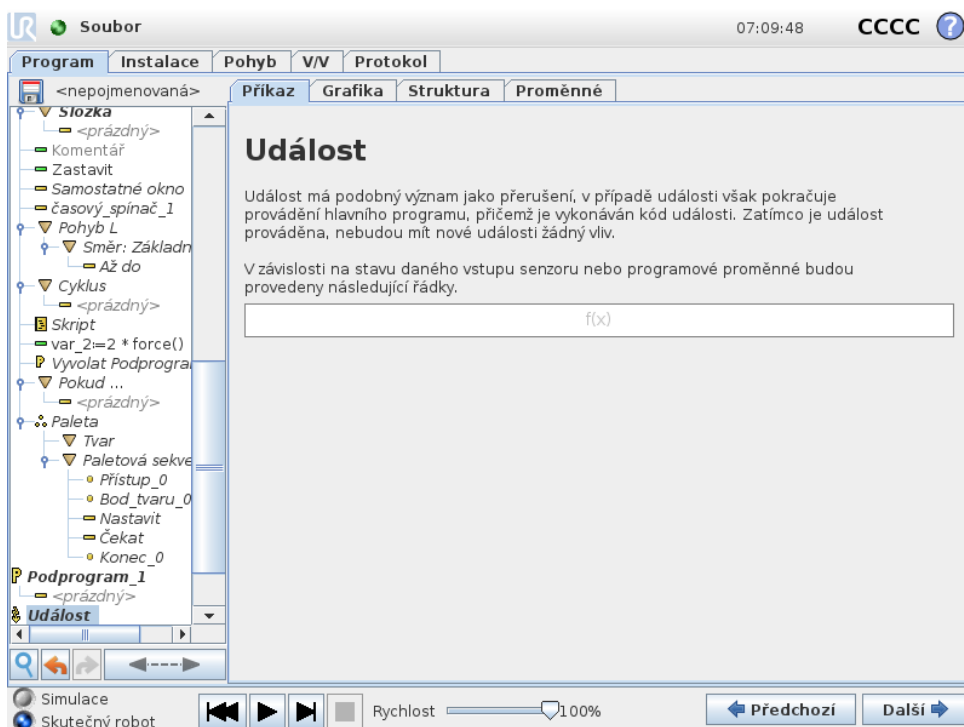 Soubor
07:09:48
CCCC
?
Program
Instalace
Pohyb
V/V
Protokol
<nepojmenovaná>
Příkaz
Grafika
Struktura
Proměnné
Složka
<prázdný>
Komentář
Zastavit
Samostatné okno
časový_spínač_1
Pohyb L
Směr: Základn
Až do
Cyklus
<prázdný>
Skript
var_2:=2 * force()
Vyvolat Podprogra
Pokud ...
<prázdný>
Paleta
Tvar
Paletová sekve
Přístup_0
Bod_tvaru_0
Nastavit
Čekat
Konec_0
P Podprogram_1
<prázdný>
Událost
Událost
Událost má podobný význam jako přerušení, v případě události však pokračuje
provádění hlavního programu, přičemž je vykonáván kód události. Zatímco je událost
prováděna, nebudou mít nové události žádný vliv.
V závislosti na stavu daného vstupu senzoru nebo programové proměnné budou
provedeny následující řádky.
f(x)
Simulace
Skutečný robot
Rychlost
100%
Předchozí
Další